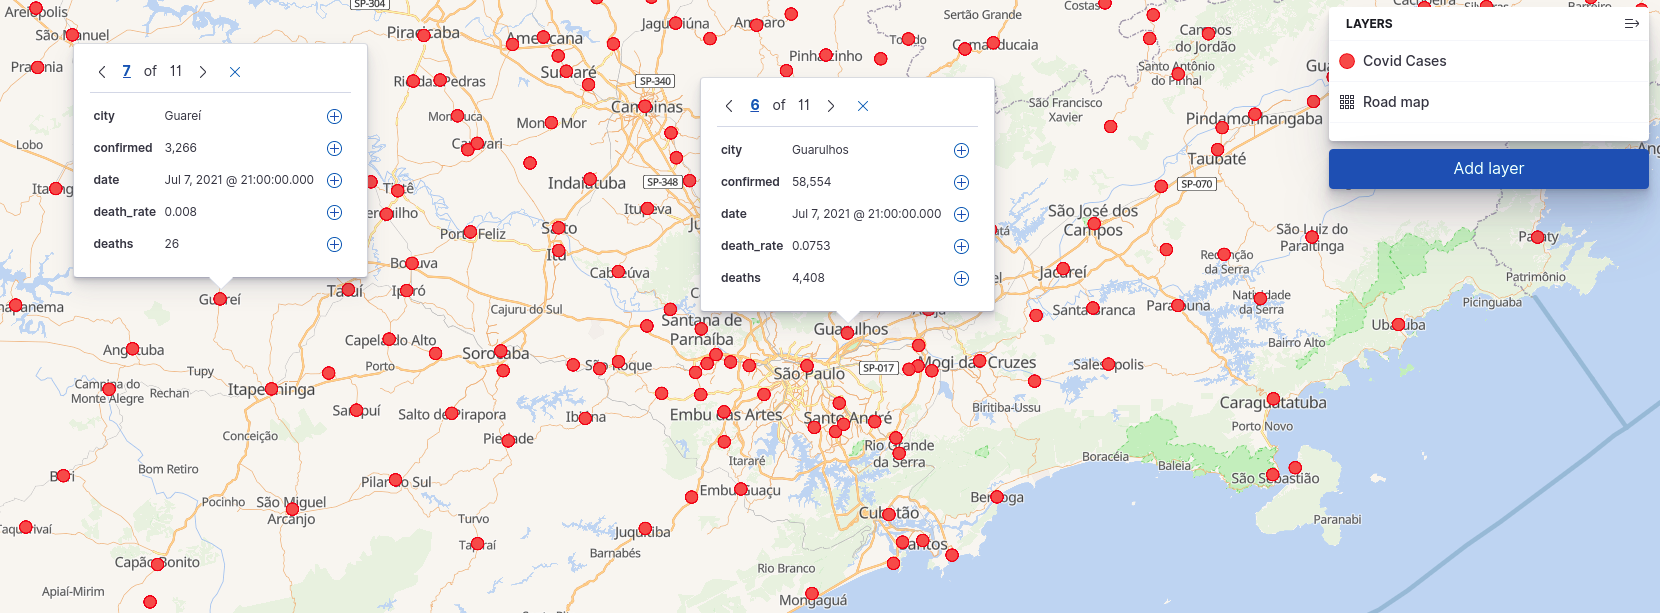 Areiópolis
SP-304
Costas
Barreiro
São Manuel
Piracicaba
Americana
Jaguariúna
Amparo
Sertão Grande
Camanducaia
Campos
do Jordão
Pratânia
Rio das Pedras
Sumaré
SP-340
Pinhalzinho
Santo Antônio
do Pinhal
7 of 11
city Guareí
confirmed 3,266
date Jul 7, 2021 @ 21:00:00.000
death_rate 0.008
deaths 26
6 of 11
city Guarulhos
confirmed 58,554
date Jul 7, 2021 @ 21:00:00.000
death_rate 0.0753
deaths 4,408
LAYERS
Covid Cases
Road map
Add layer
Campinas
São Francisco
Xavier
Pindamonhangaba
Monte Mor
Capivari
Lobo
Taubaté
Indaiatuba
SP-348
SP-070
Tietê
Itupeva
São José dos
Campos
Porto Feliz
Salto
Itu
São Luiz do
Paraitinga
Paraty
Boituva
Cabreúva
Jacareí
Redenção
da Serra
Patrimônio
Guareí
Tatuí
Iperó
Cajuru do Sul
Santa Branca
Paraibuna
Natividade
da Serra
Picinguaba
Santana de
Parnaíba
Guarulhos
Ubatuba
Angatuba
Capela do Alto
Sorocaba
Bairro Alto
Tupy
Porto
São Roque
São Paulo
SP-017
Mogi das Cruzes
Salesópolis
Campina do
Monte Alegre
Rechan
Itapetininga
Sarapuí
Salto de Pirapora
Ibiúna
Embu das Artes
Santo André
Biritiba-Ussu
Caraguatatuba
Porto Novo
Conceição
Piedade
Rio Grande
da Serra
Boracéia
Baleia
Bom Retiro
Itararé
Buri
Pilar do Sul
São Sebastião
Pocinho
São Miguel
Arcanjo
Embu-Guaçu
Bertioga
Taquarivaí
Turvo
Juquitiba
Cubatão
Paranabi
Capão Bonito
Tapiraí
Barnabés
Santos
Rio Branco
Apiaí-Mirim
Mongaguá